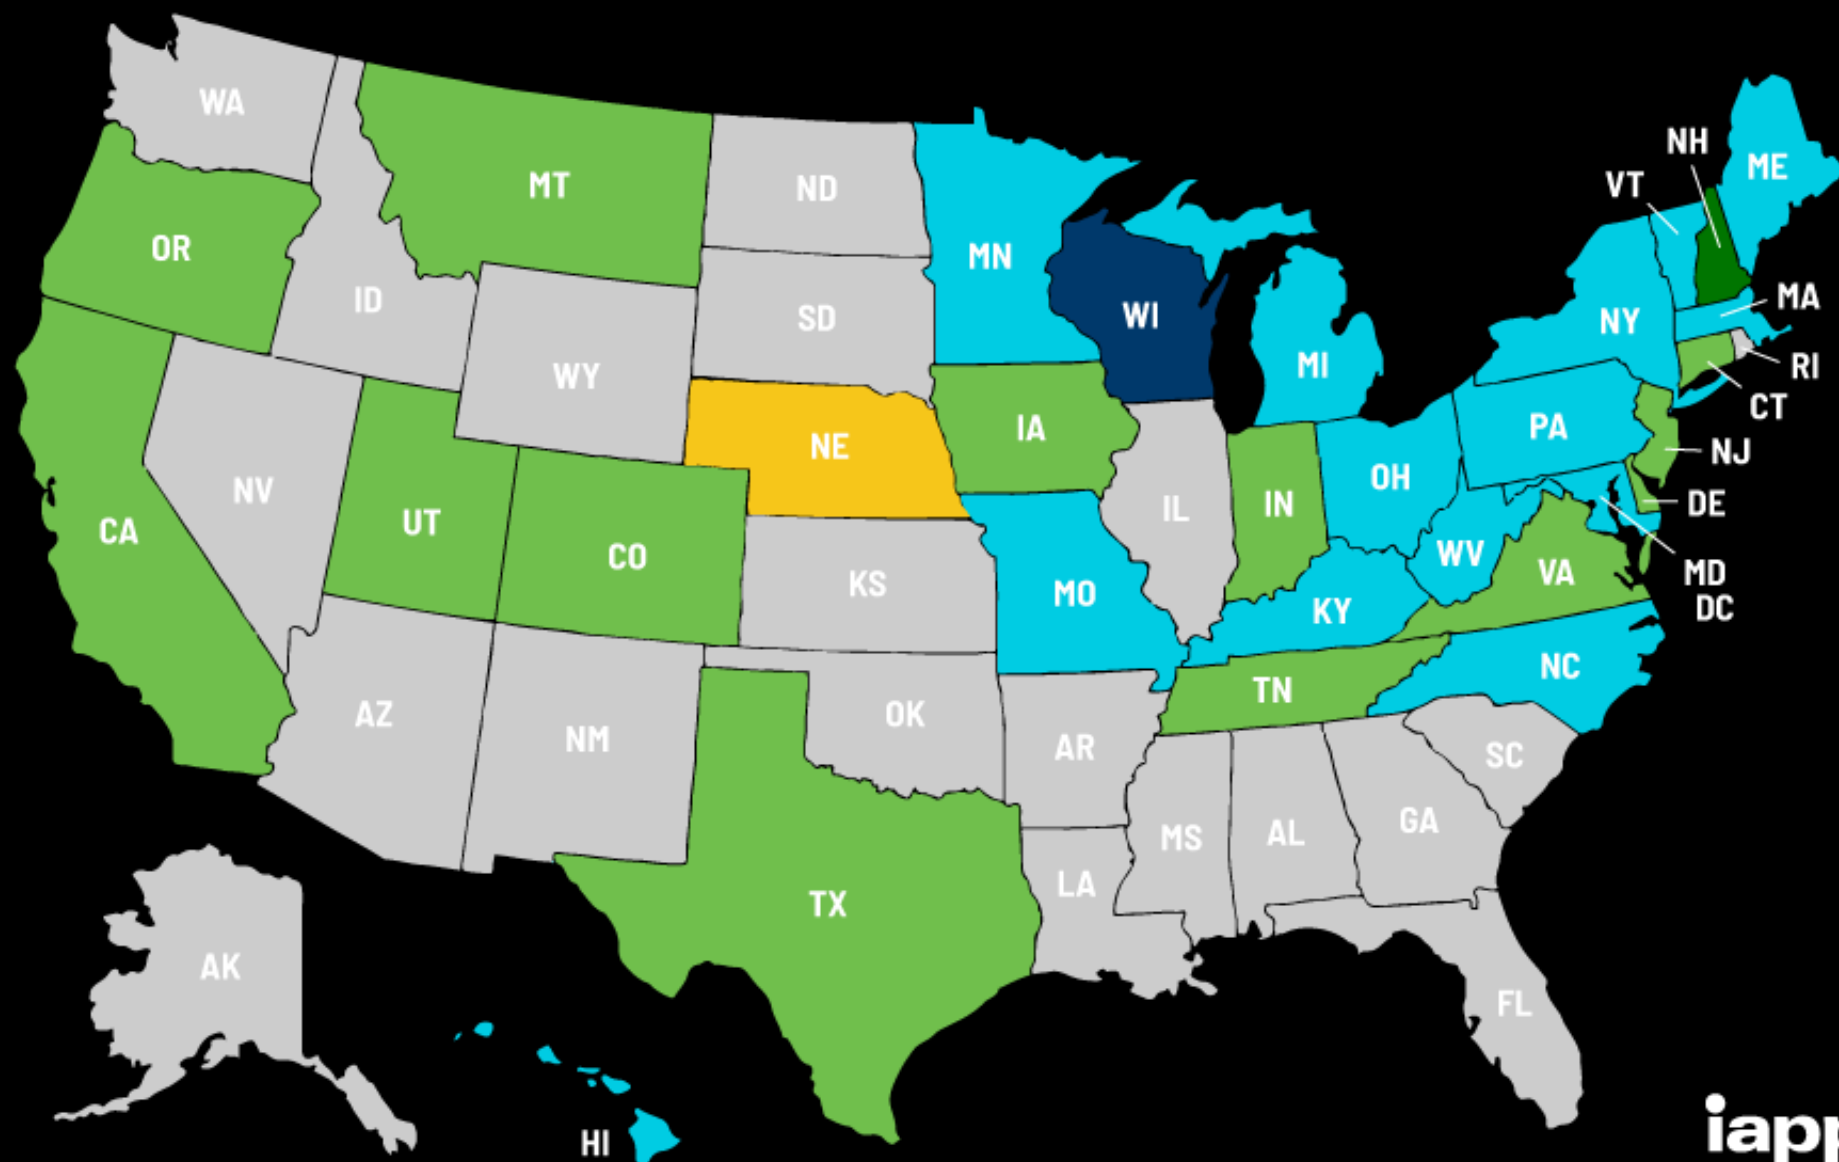 WA
NH
ME
VT
MT
ND
OR
MN
ID
MA
SD
WI
NY
MI
RI
WY
CT
IA
PA
NE
NJ
OH
NV
IN
DE
IL
UT
CA
WV
CO
VA
MD
KS
MO
DC
KY
NC
TN
AZ
OK
NM
AR
SC
GA
AL
MS
LA
TX
AK
FL
iapp
HI